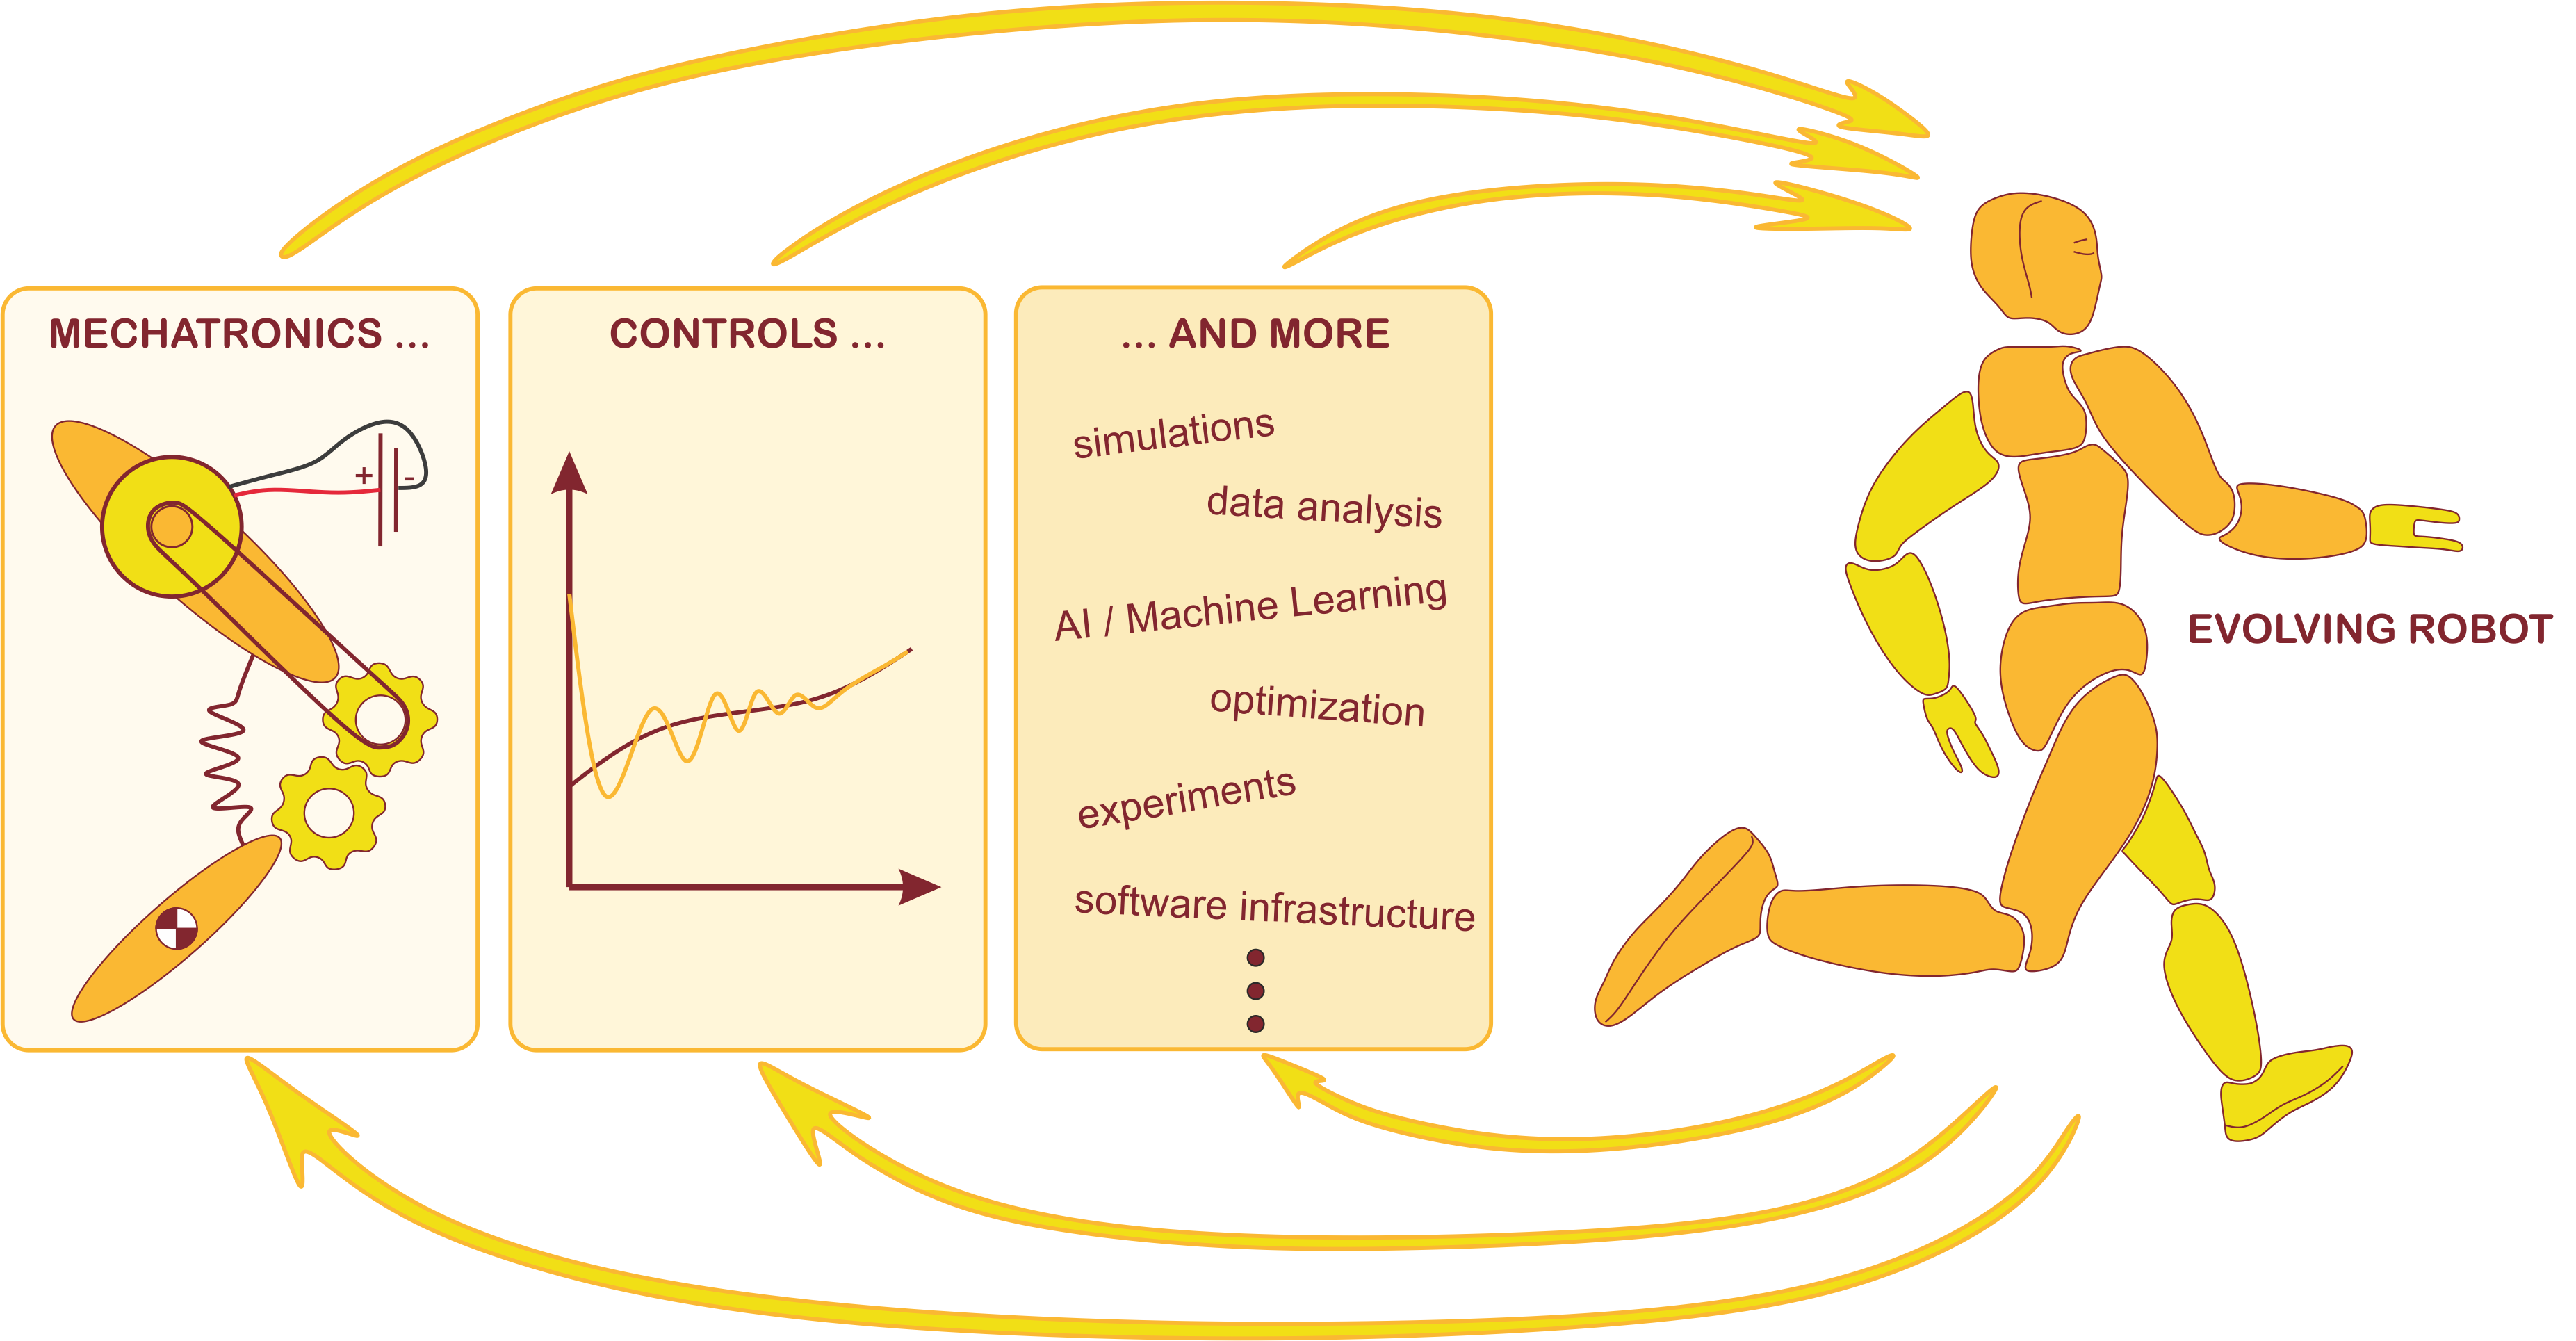 MECHATRONICS ...
+ -
CONTROLS ...
... AND MORE
simulations
data analysis
AI / Machine Learning
optimization
experiments
software infrastructure
EVOLVING ROBOT